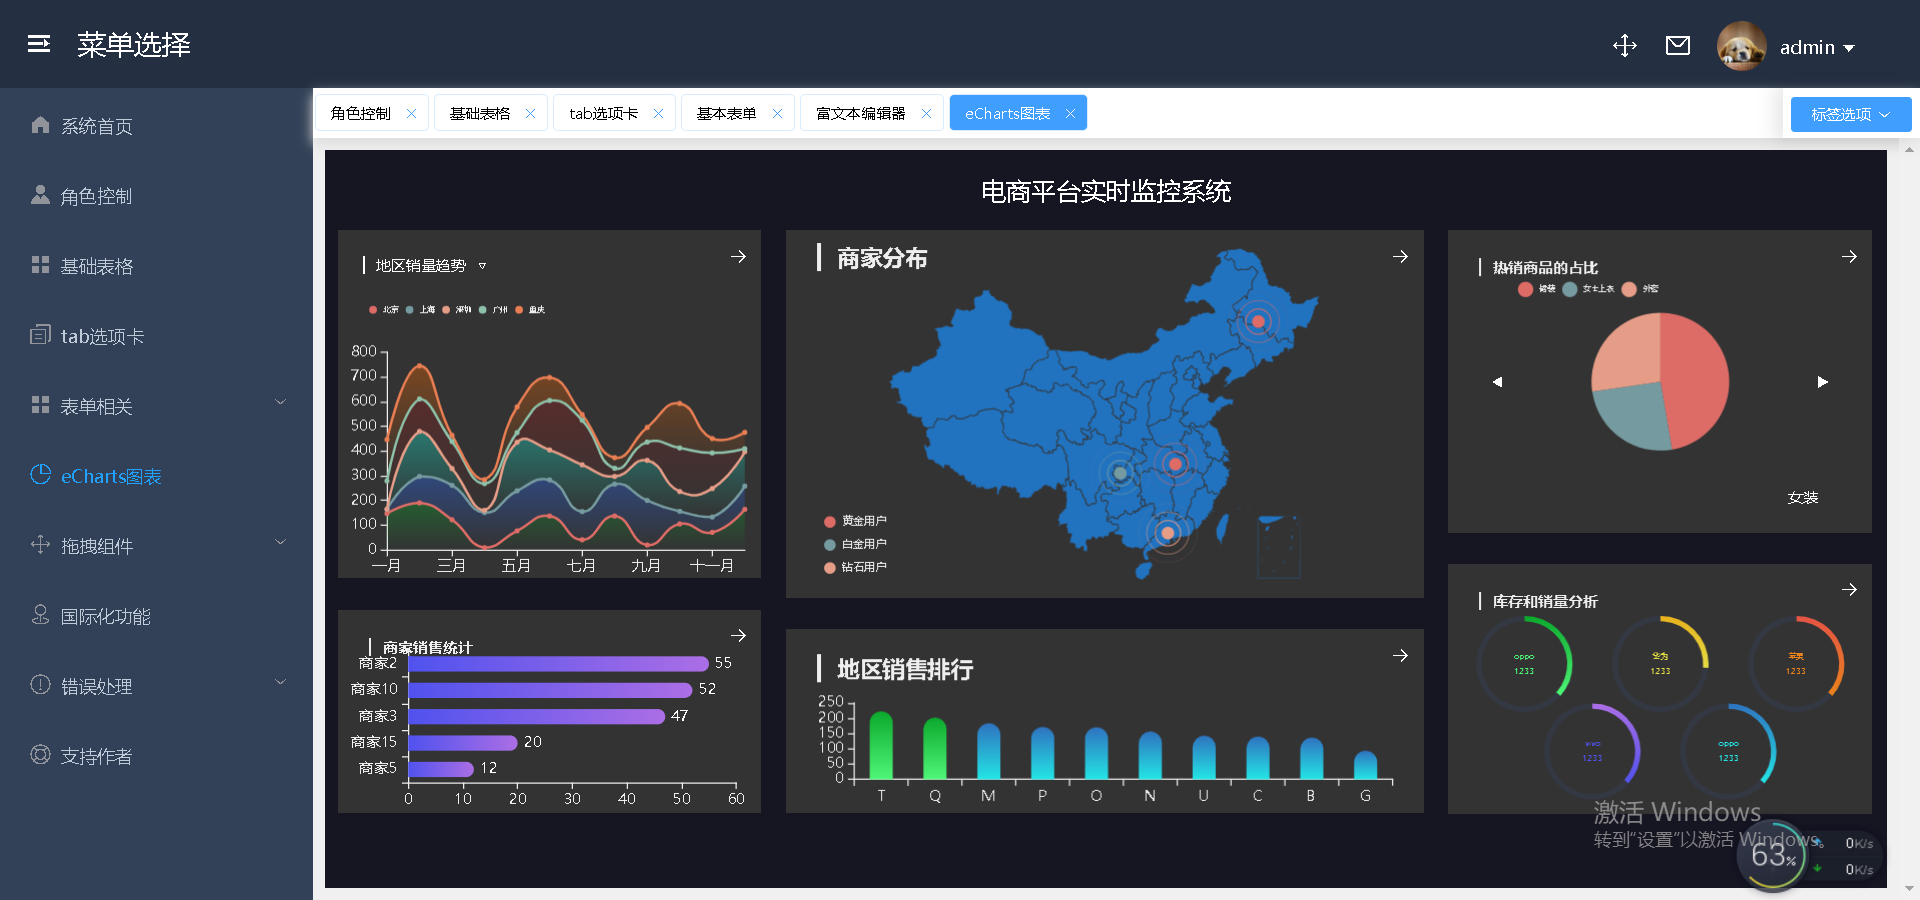 菜单选择
admin
系统首页
角色控制
基础表格
tab选项卡
表单相关
eCharts图表
拖拽组件
国际化功能
错误处理
支持作者
角色控制 基础表格 tab选项卡 基本表单 富文本编辑器 eCharts图表 标签选项
电商平台实时监控系统
地区销量趋势
北京 上海 深圳 广州 重庆
800
700
600
500
400
300
200
100
0
一月 三月 五月 七月 九月 十一月
商家销售统计
商家2 55
商家10 52
商家3 47
商家15 20
商家5 12
0 10 20 30 40 50 60
商家分布
黄金用户
白金用户
钻石用户
地区销售排行
250
200
150
100
50
0
T Q M P O N U C B G
热销商品的占比
裙装 女士上衣 外套
女装
库存和销量分析
oppo
1233
华为
1233
苹果
1233
vivo
1233
oppo
1233
激活 Windows
转到"设置"以激活 Windows。
63%
0K/s
0K/s